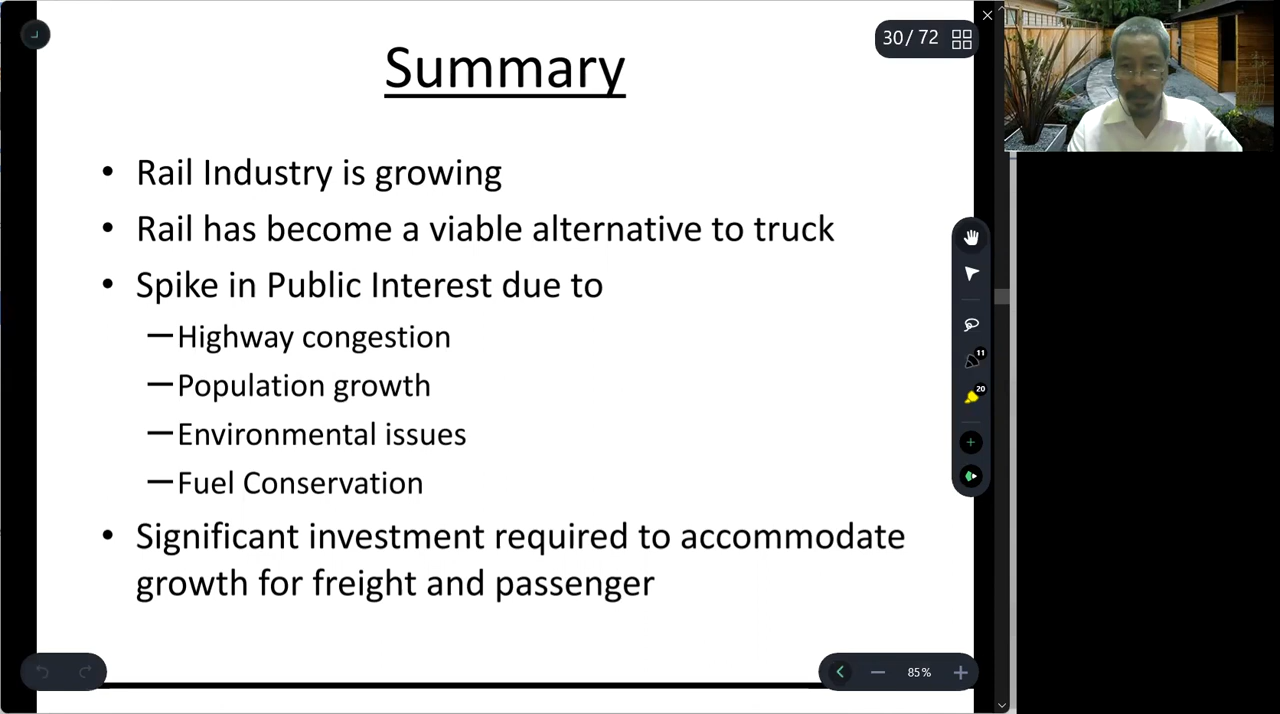 30/ 72
Summary
• Rail Industry is growing
• Rail has become a viable alternative to truck
• Spike in Public Interest due to
—Highway congestion
—Population growth
—Environmental issues
—Fuel Conservation
• Significant investment required to accommodate
growth for freight and passenger
11
20
85%